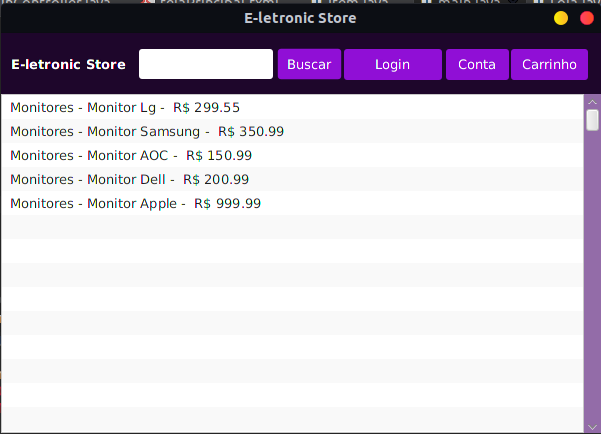 E-letronic Store
E-letronic Store Buscar Login Conta Carrinho
Monitores - Monitor Lg - R$ 299.55
Monitores - Monitor Samsung - R$ 350.99
Monitores - Monitor AOC - R$ 150.99
Monitores - Monitor Dell - R$ 200.99
Monitores - Monitor Apple - R$ 999.99